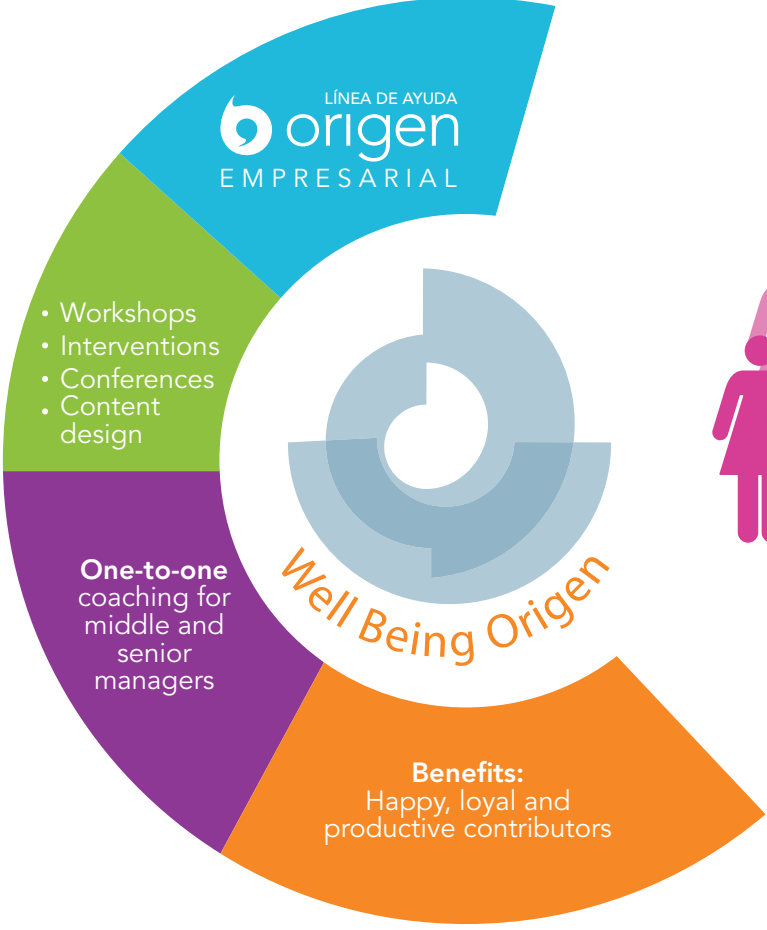 LÍNEA DE AYUDA
origen
EMPRESARIAL
• Workshops
• Interventions
• Conferences
• Content
design
One-to-one
coaching for
middle and
senior
managers
Well Being Origen
Benefits:
Happy, loyal and
productive contributors